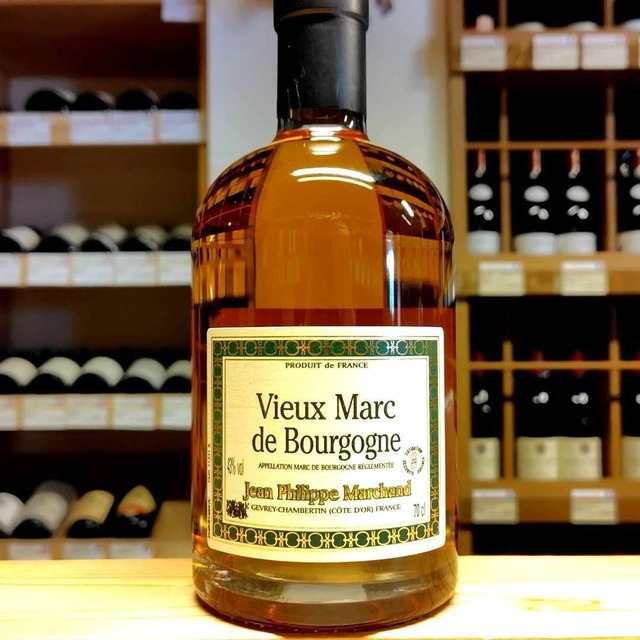 PRODUIT de FRANCE
Vieux Marc
de Bourgogne
APPELLATION MARC DE BOURGOGNE RÉGLEMENTÉE
43% vol
Jean Philippe Marchand
GEVREY-CHAMBERTIN (CÔTE D'OR) FRANCE
70 cl